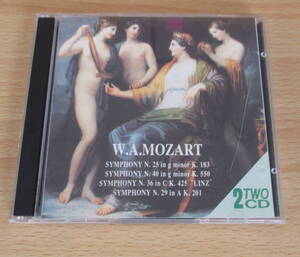 W.A.MOZART
SYMPHONY N. 25 in g minor K. 183
SYMPHONY N. 40 in g minor K. 550
SYMPHONY N. 36 in C K. 425 "LINZ"
SYMPHONY N. 29 in A K. 201
2 TWO
CD